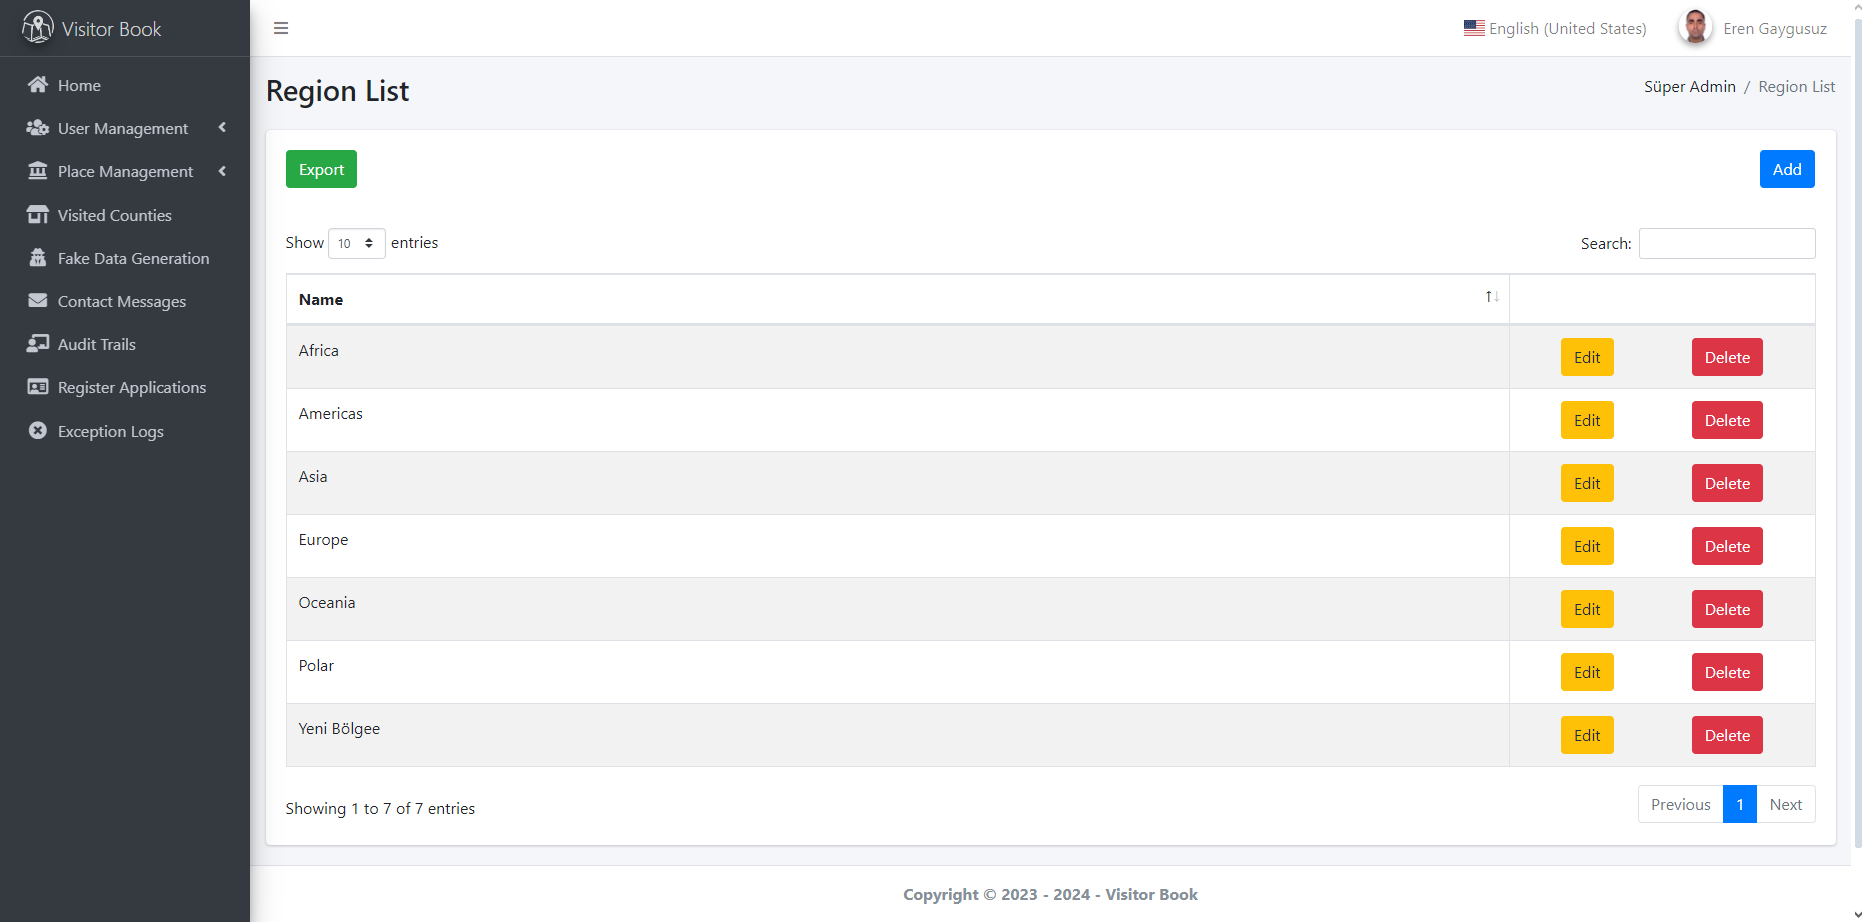 Visitor Book
English (United States)
Eren Gaygusuz
Home
User Management
Place Management
Visited Counties
Fake Data Generation
Contact Messages
Audit Trails
Register Applications
Exception Logs
Region List
Süper Admin / Region List
Export
Add
Show 10 entries
Search:
Name
Africa Edit Delete
Americas Edit Delete
Asia Edit Delete
Europe Edit Delete
Oceania Edit Delete
Polar Edit Delete
Yeni Bölgee Edit Delete
Showing 1 to 7 of 7 entries
Previous 1 Next
Copyright © 2023 - 2024 - Visitor Book